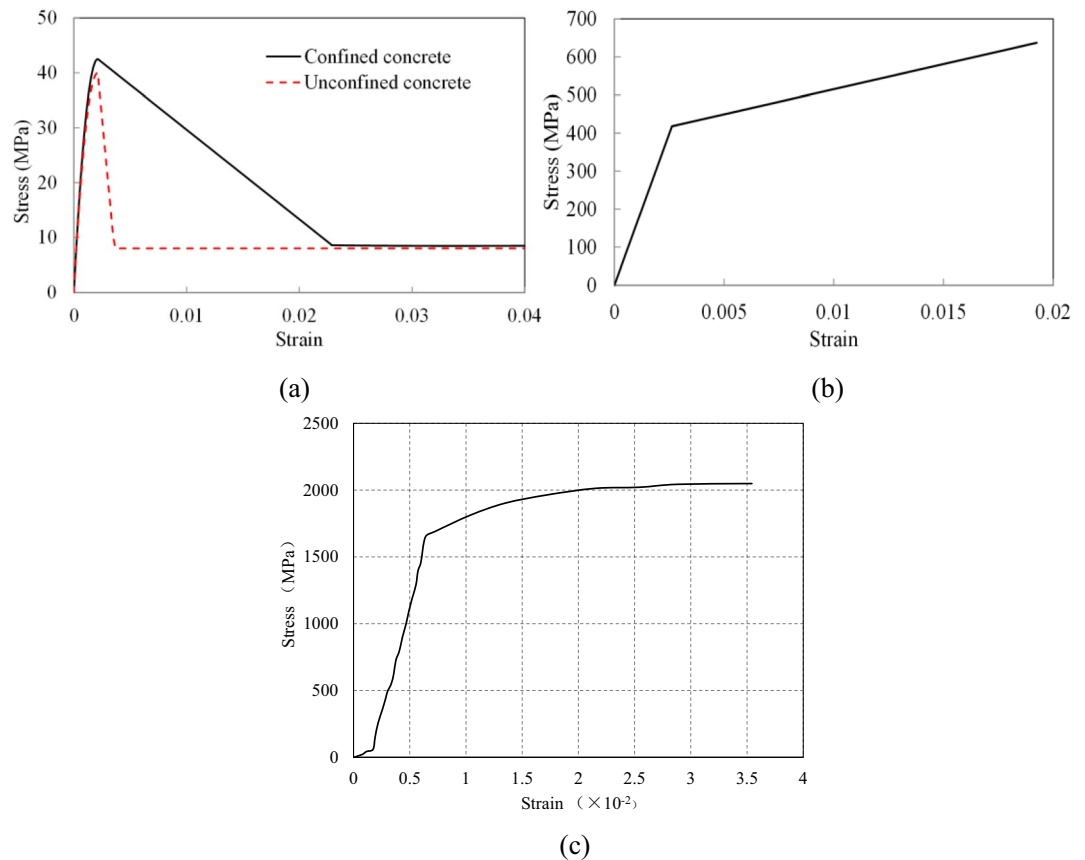 50
40
30
20
10
0
Stress (MPa)
Confined concrete
Unconfined concrete
0 0.01 0.02 0.03 0.04
Strain
(a)
700
600
500
400
300
200
100
0
Stress (MPa)
0 0.005 0.01 0.015 0.02
Strain
(b)
2500
2000
1500
1000
500
0
Stress (MPa)
0 0.5 1 1.5 2 2.5 3 3.5 4
Strain (×10⁻²)
(c)